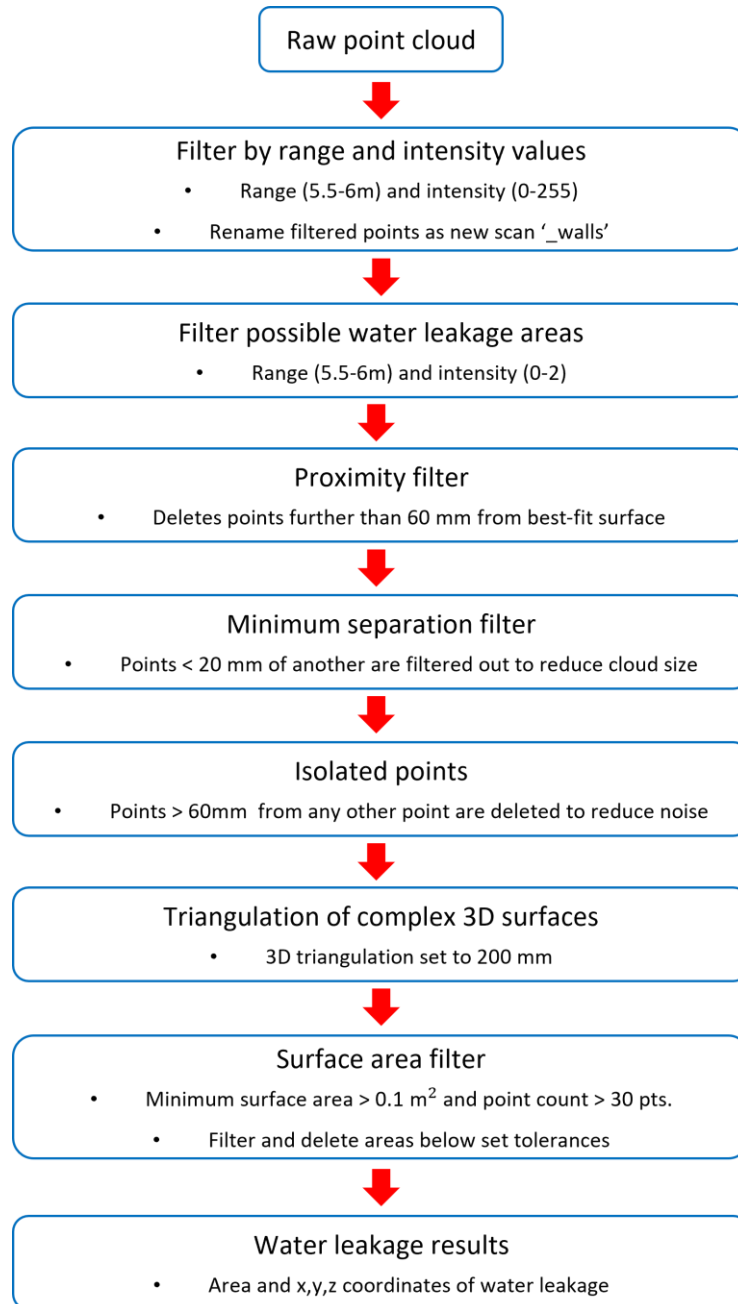 Raw point cloud
Filter by range and intensity values
• Range (5.5-6m) and intensity (0-255)
• Rename filtered points as new scan ‘_walls’
Filter possible water leakage areas
• Range (5.5-6m) and intensity (0-2)
Proximity filter
• Deletes points further than 60 mm from best-fit surface
Minimum separation filter
• Points < 20 mm of another are filtered out to reduce cloud size
Isolated points
• Points > 60mm from any other point are deleted to reduce noise
Triangulation of complex 3D surfaces
• 3D triangulation set to 200 mm
Surface area filter
• Minimum surface area > 0.1 m² and point count > 30 pts.
• Filter and delete areas below set tolerances
Water leakage results
• Area and x,y,z coordinates of water leakage